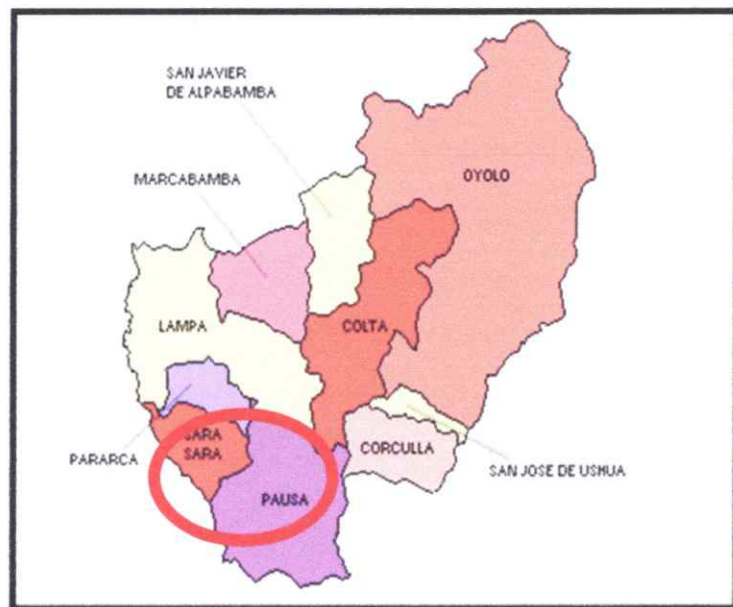 SAN JAVIER
DE ALPABAMBA
OYOLO
MARCABAMBA
LAMPA
COLTA
SARA
SARA
PARARCA
CORCULLA
SAN JOSE DE USHUA
PAUSA